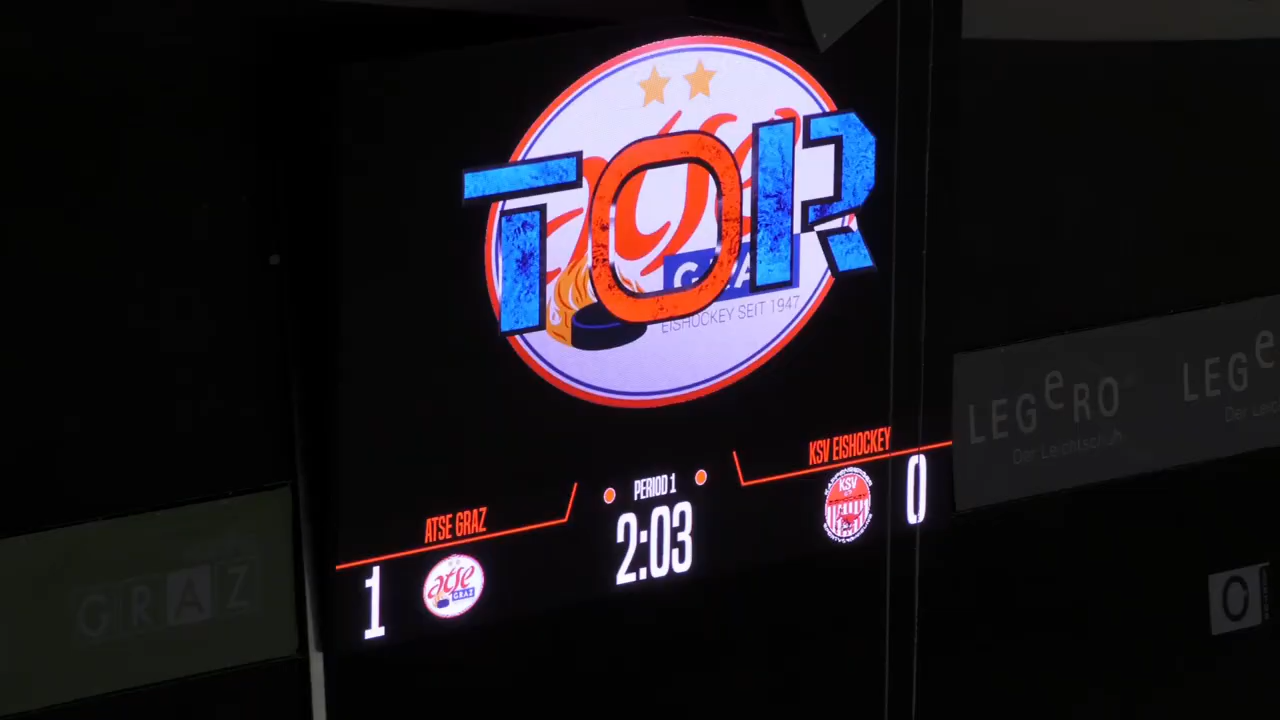 TOR
EISHOCKEY SEIT 1947
KSV EISHOCKEY
0
PERIOD 1
2:03
ATSE GRAZ
1
atse
GRAZ
KSV
LEGeRO
Der Leichtschuh
LEGe
GRAZ